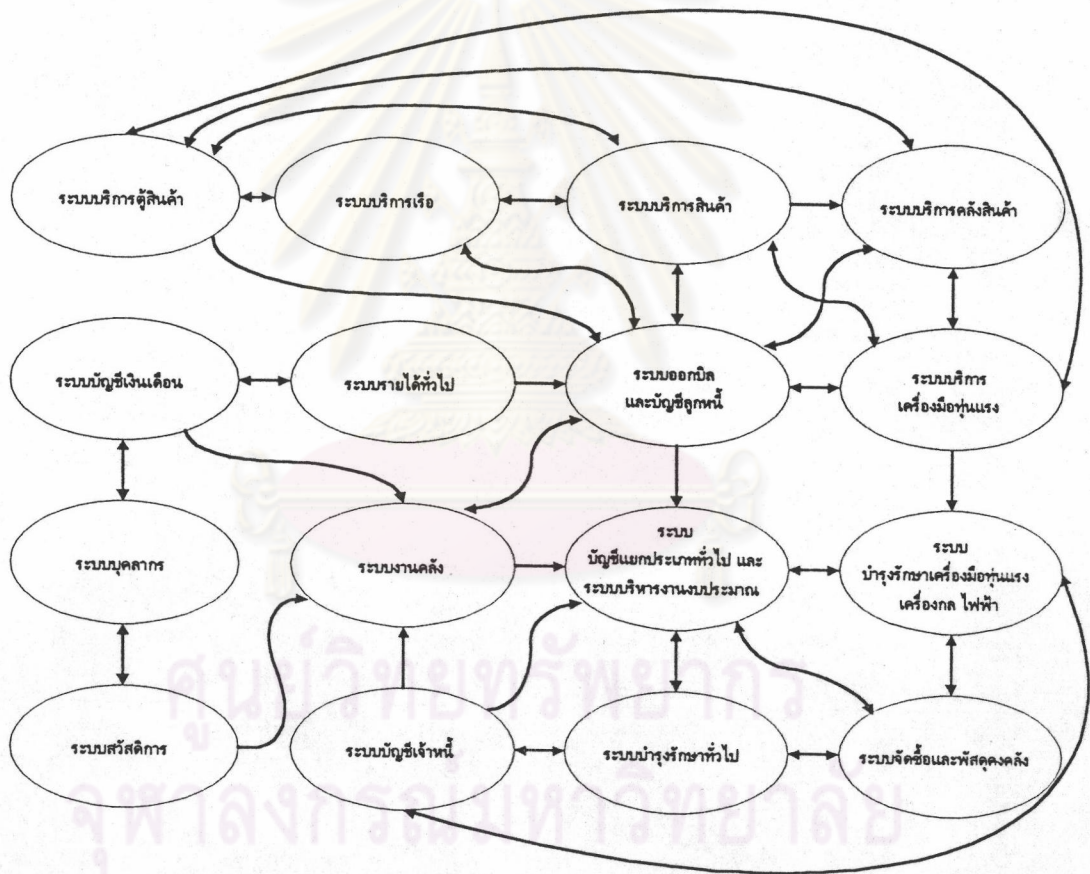 ระบบบริการตู้สินค้า
ระบบบริการเรือ
ระบบบริการสินค้า
ระบบบริการคลังสินค้า
ระบบบัญชีเงินเดือน
ระบบรายได้ทั่วไป
ระบบออกบิล
และบัญชีลูกหนี้
ระบบบริการ
เครื่องมือทุ่นแรง
ระบบบุคลากร
ระบบงานคลัง
ระบบ
บัญชีแยกประเภททั่วไป และ
ระบบบริหารงานงบประมาณ
ระบบ
บำรุงรักษาเครื่องมือทุ่นแรง
เครื่องกล ไฟฟ้า
ระบบสวัสดิการ
ระบบบัญชีเจ้าหนี้
ระบบบำรุงรักษาทั่วไป
ระบบจัดซื้อและพัสดุคงคลัง
ศูนย์วิทยทรัพยากร
จุฬาลงกรณ์มหาวิทยาลัย